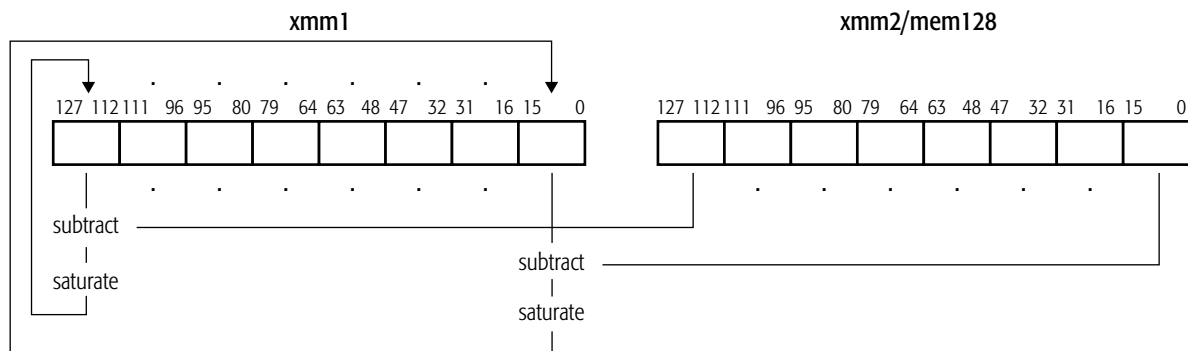 xmm1 xmm2/mem128
127 112 111 96 95 80 79 64 63 48 47 32 31 16 15 0 127 112 111 96 95 80 79 64 63 48 47 32 31 16 15 0
subtract
subtract
saturate
saturate